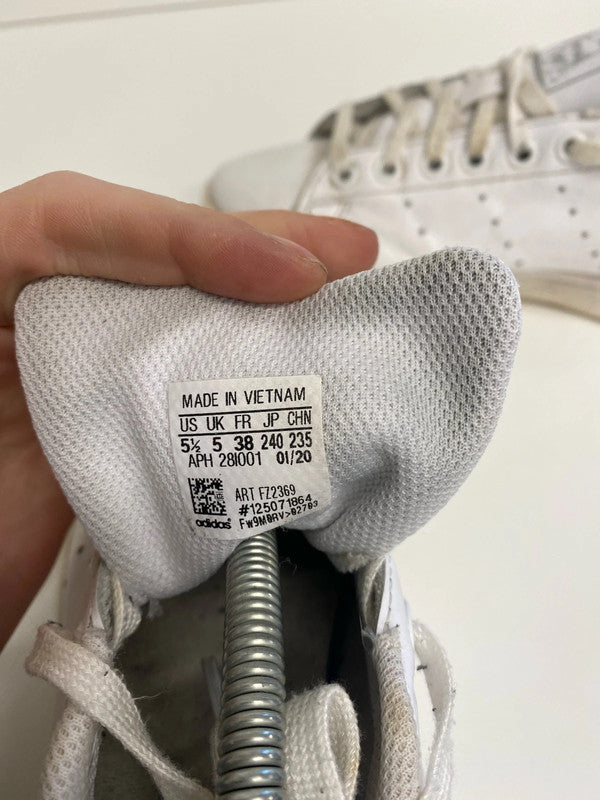 MADE IN VIETNAM
US UK FR JP CHN
5½ 5 38 240 235
APH 28I001 01/20
ART FZ2369
#125071864
adidas